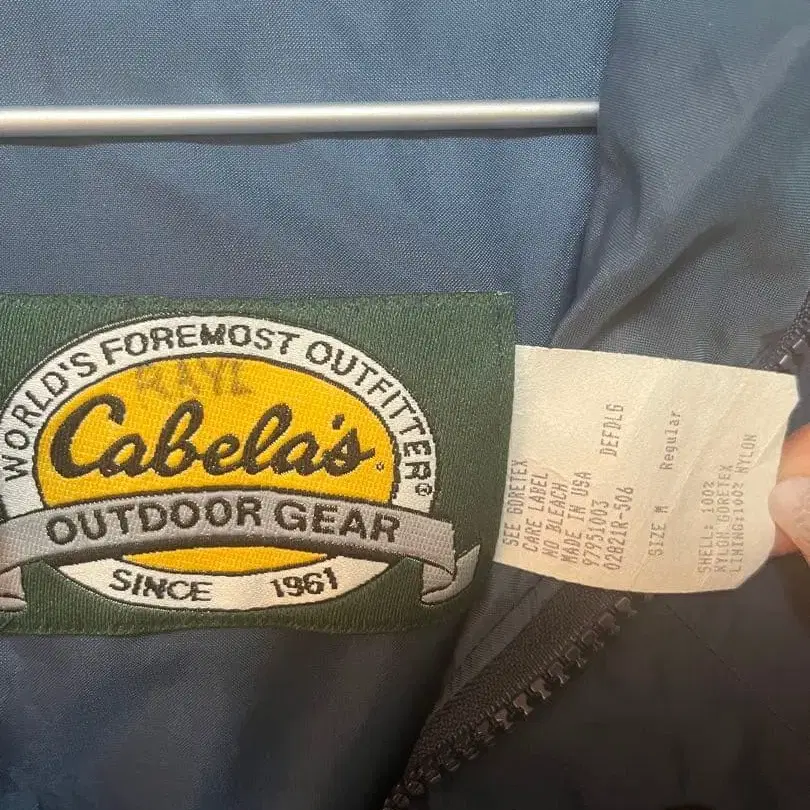 WORLD'S FOREMOST OUTFITTER®
RAYL
Cabela's.
OUTDOOR GEAR
SINCE 1961
SEE GORETEX
CARE LABEL
NO BLEACH
MADE IN USA
97951003 DEFDLG
02821R-506
SIZE M Regular
SHELL: 100%
NYLON GORETEX
LINING:100% NYLON